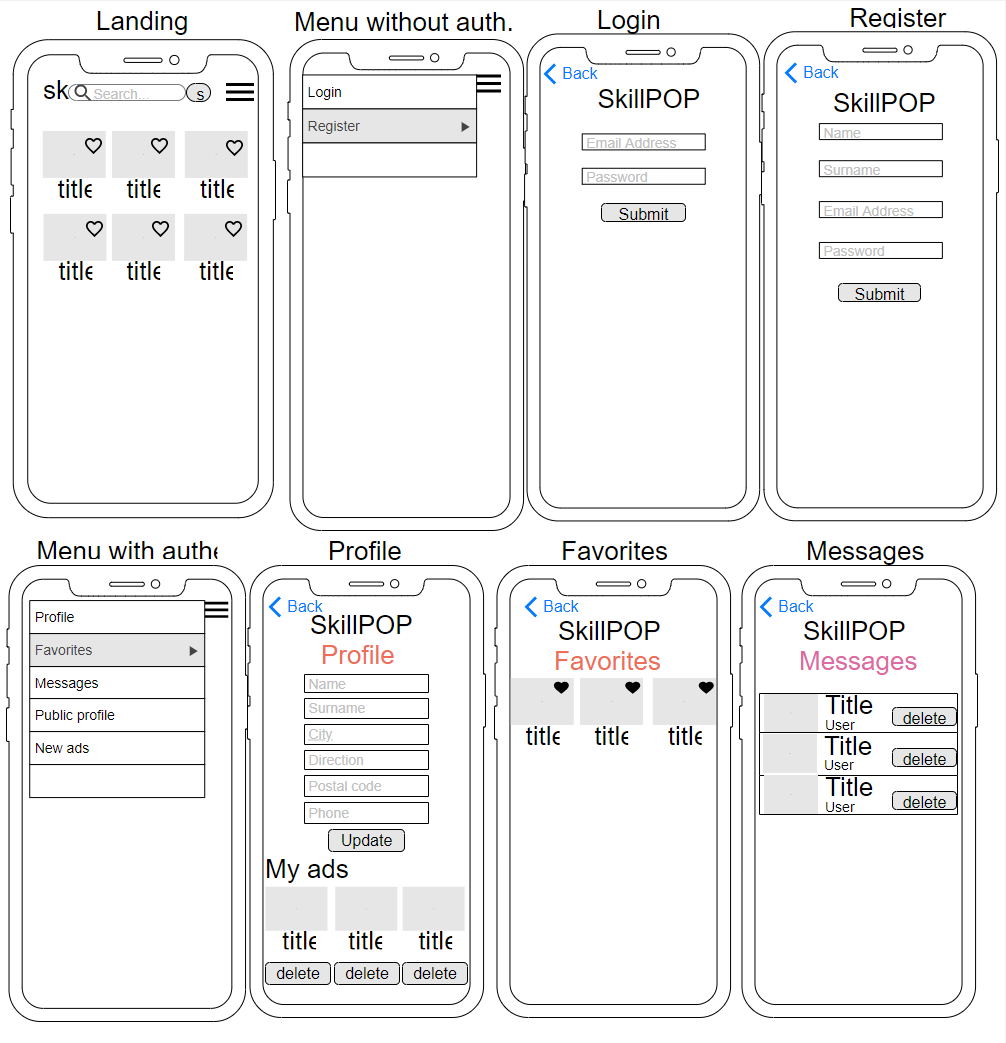 Landing
sk Search... s
title title title
title title title
Menu without auth.
Login
Register
Login
Back
SkillPOP
Email Address
Password
Submit
Register
Back
SkillPOP
Name
Surname
Email Address
Password
Submit
Menu with authe
Profile
Favorites
Messages
Public profile
New ads
Profile
Back
SkillPOP
Profile
Name
Surname
City
Direction
Postal code
Phone
Update
My ads
title title title
delete delete delete
Favorites
Back
SkillPOP
Favorites
title title title
Messages
Back
SkillPOP
Messages
Title
User delete
Title
User delete
Title
User delete